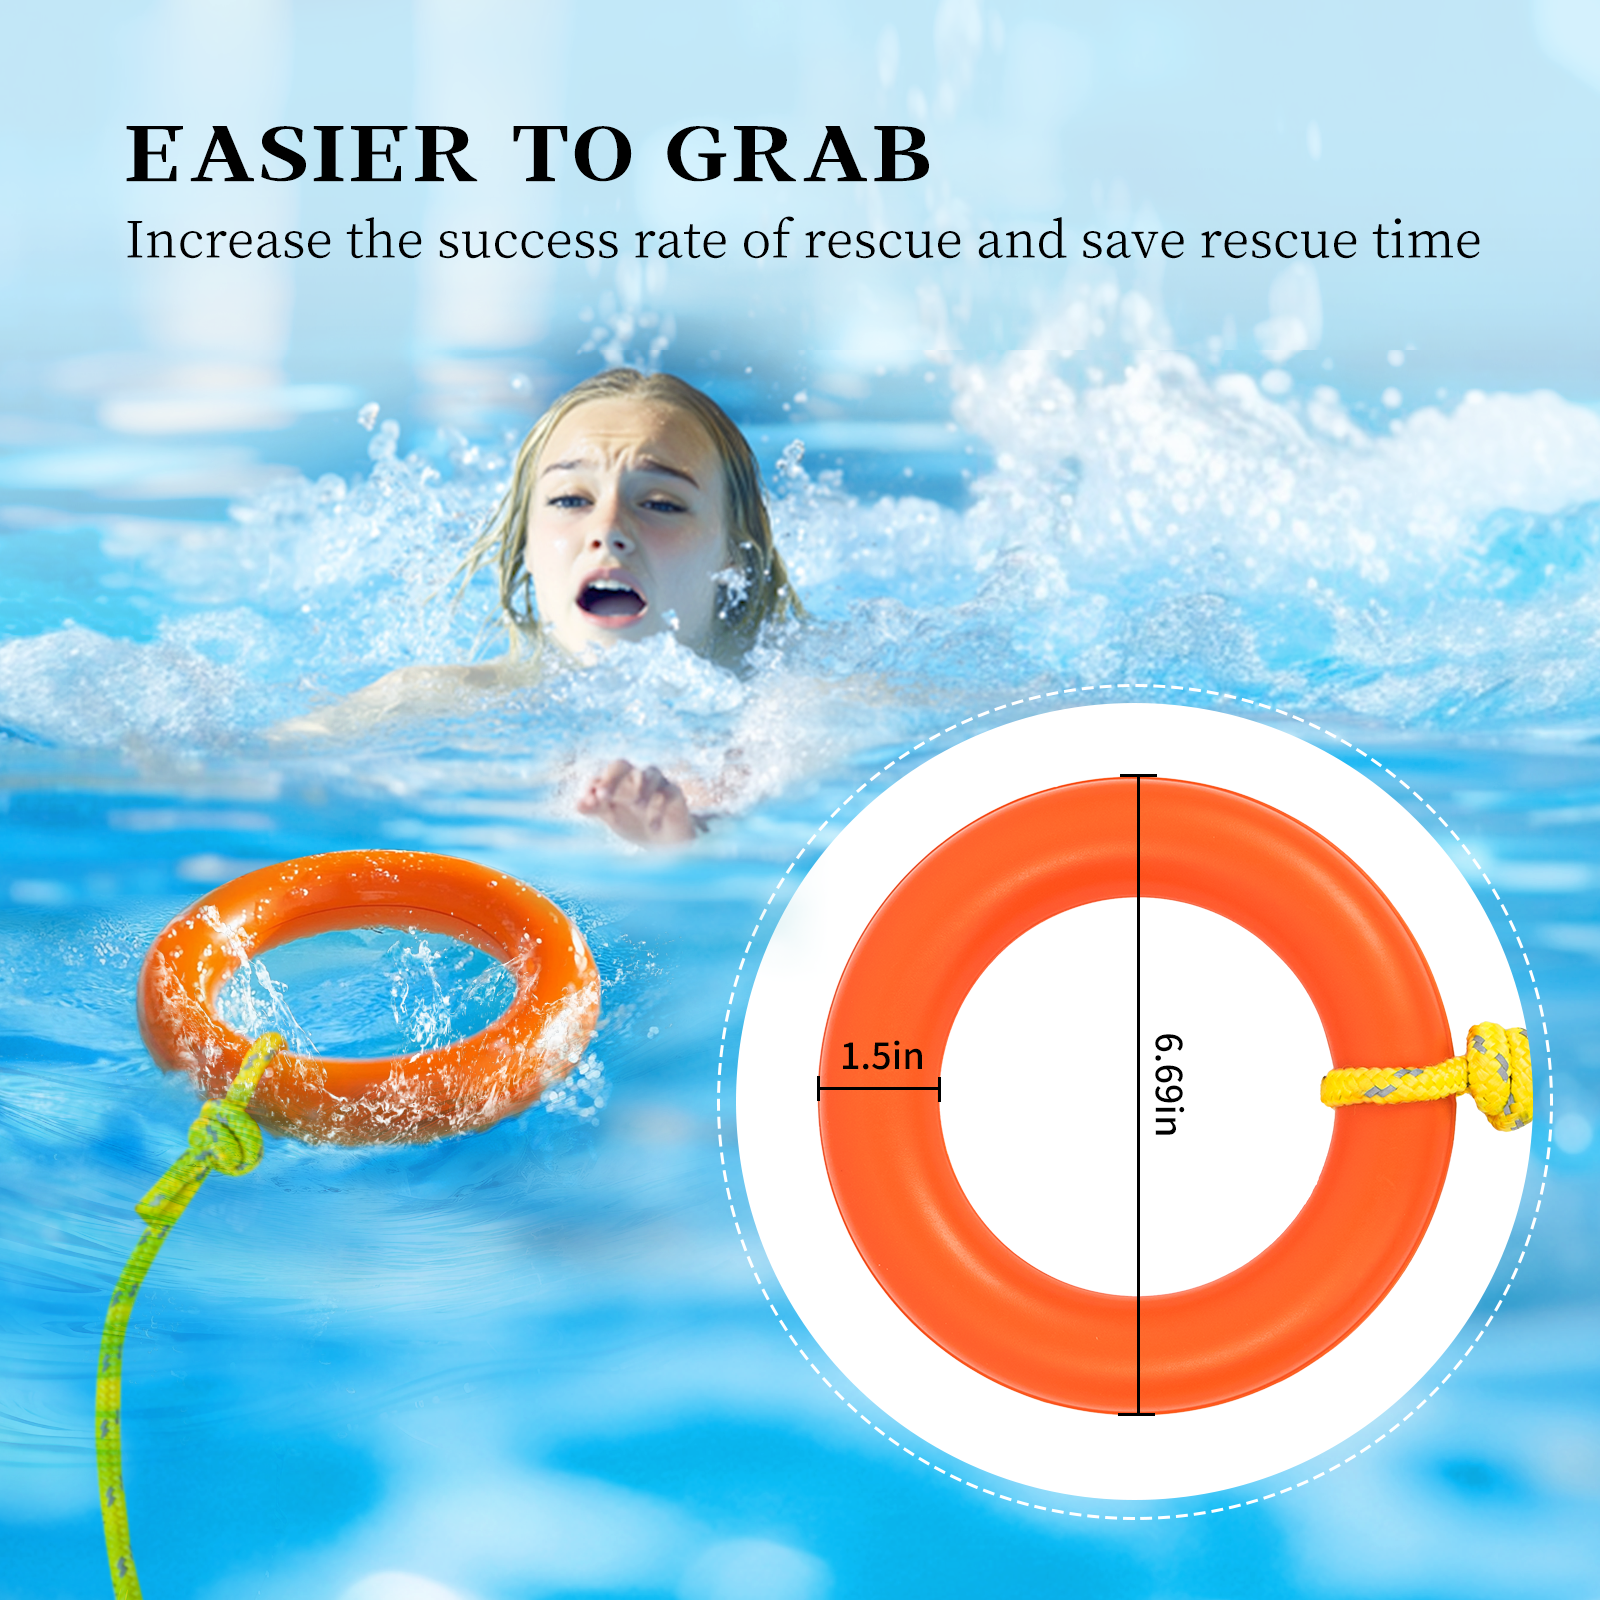 EASIER TO GRAB
Increase the success rate of rescue and save rescue time
1.5in
6.69in